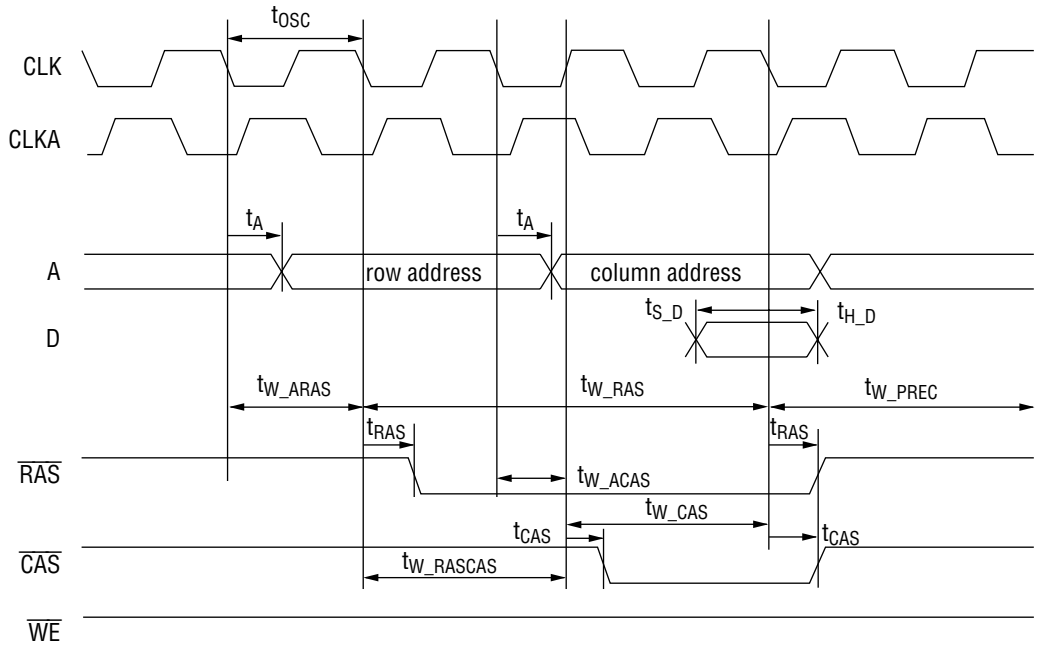 tOSC
CLK
CLKA
tA tA
A row address column address
tS_D tH_D
D
tW_ARAS tW_RAS tW_PREC
tRAS tRAS
RAS tW_ACAS
tW_CAS
tCAS tCAS
CAS tW_RASCAS
WE